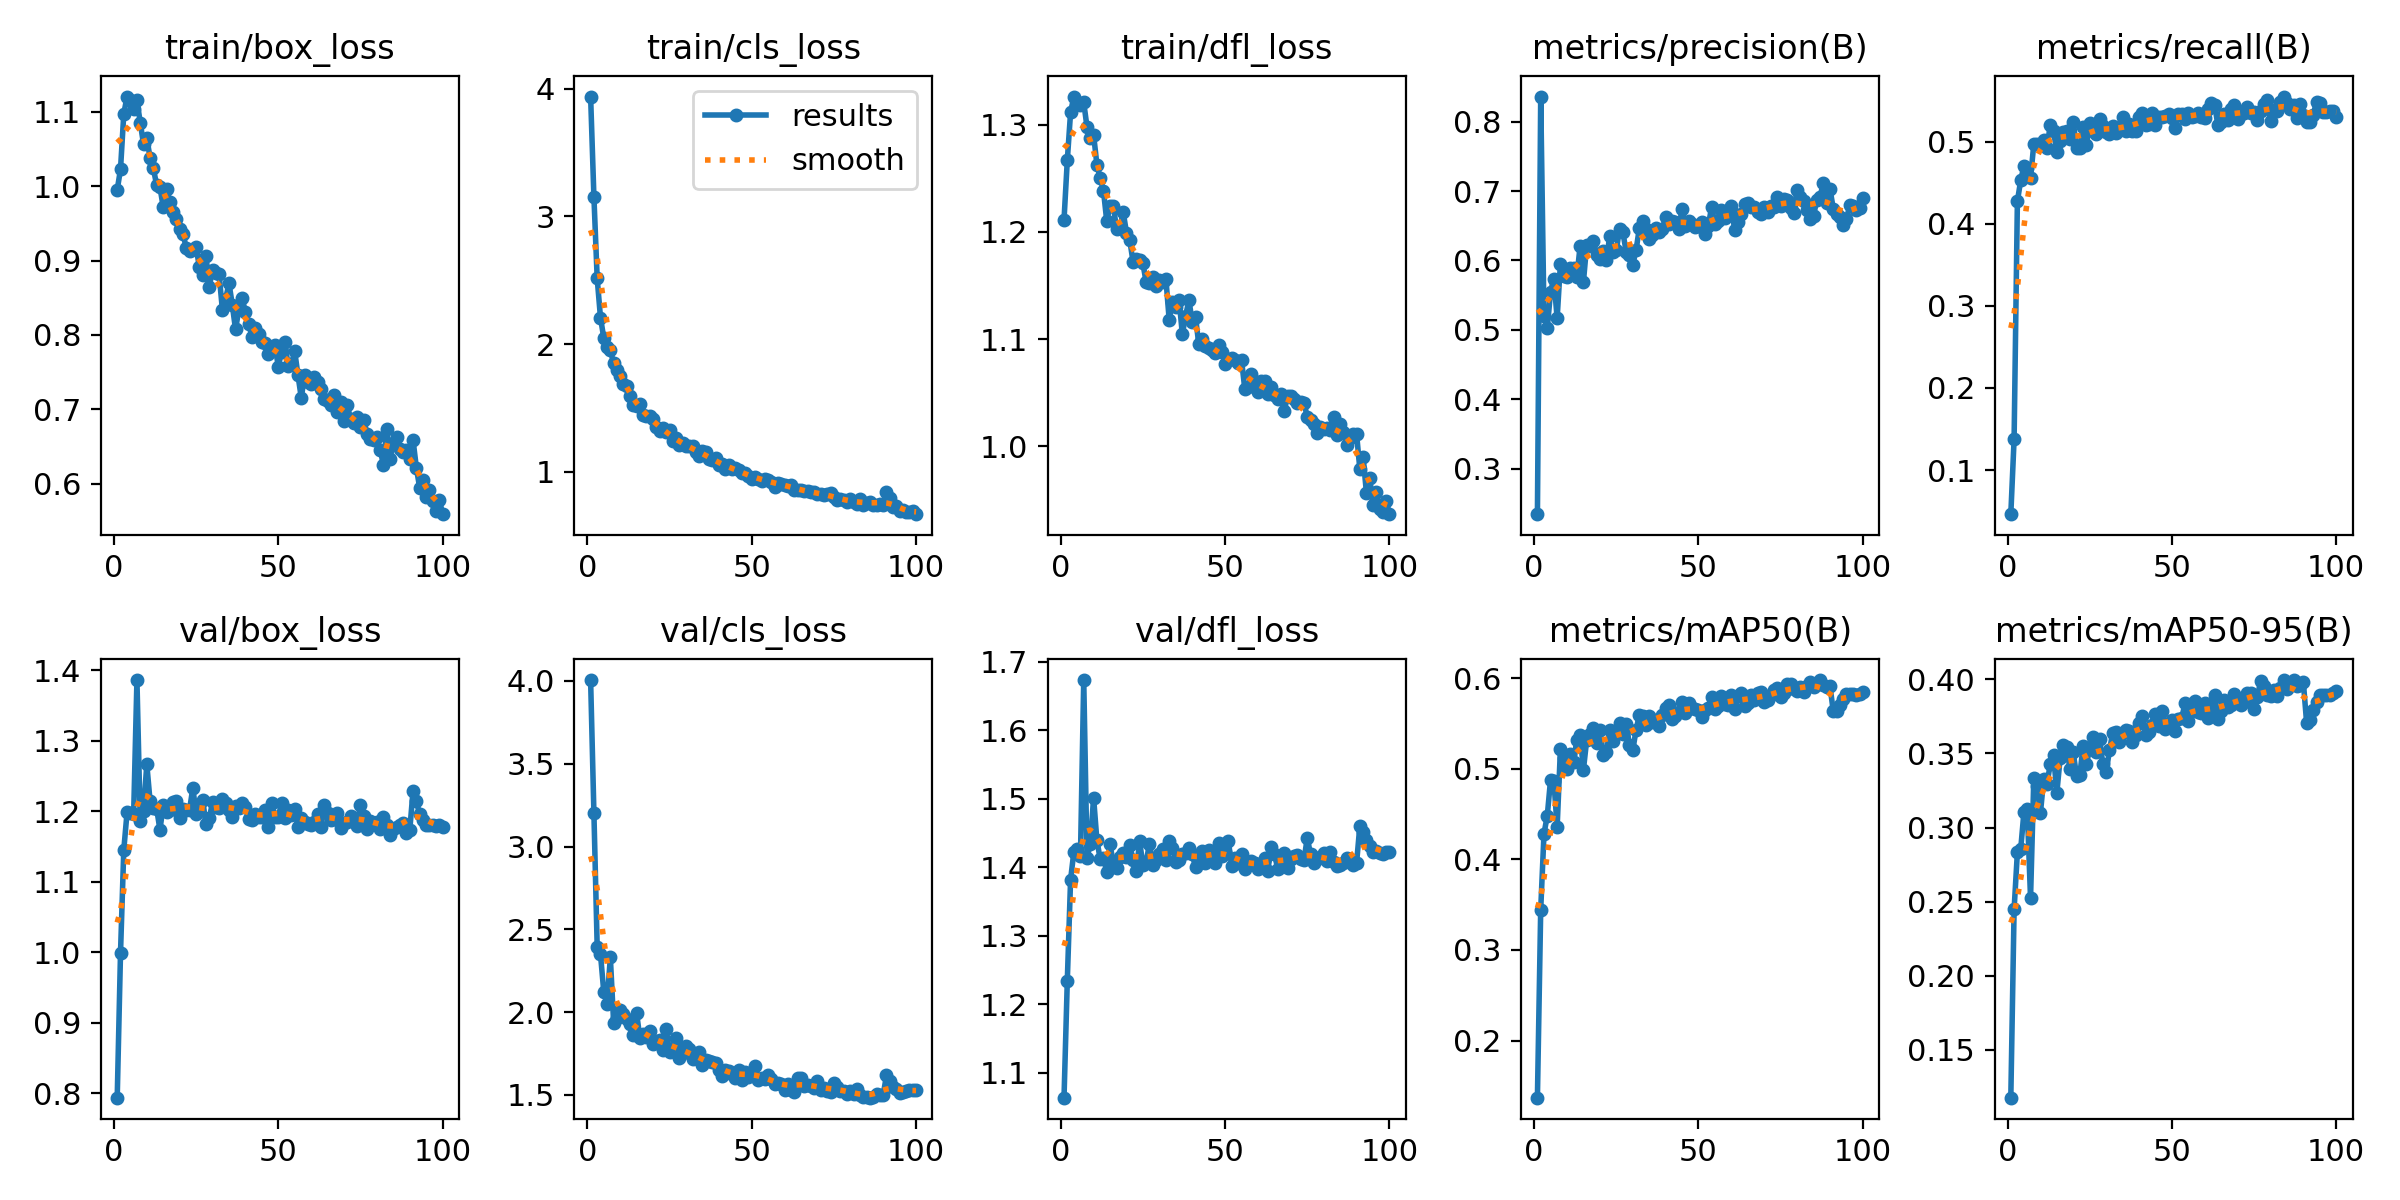 train/box_loss
1.1
1.0
0.9
0.8
0.7
0.6
0 50 100
train/cls_loss
4
3
2
1
results
smooth
0 50 100
train/dfl_loss
1.3
1.2
1.1
1.0
0 50 100
metrics/precision(B)
0.8
0.7
0.6
0.5
0.4
0.3
0 50 100
metrics/recall(B)
0.5
0.4
0.3
0.2
0.1
0 50 100
val/box_loss
1.4
1.3
1.2
1.1
1.0
0.9
0.8
0 50 100
val/cls_loss
4.0
3.5
3.0
2.5
2.0
1.5
0 50 100
val/dfl_loss
1.7
1.6
1.5
1.4
1.3
1.2
1.1
0 50 100
metrics/mAP50(B)
0.6
0.5
0.4
0.3
0.2
0 50 100
metrics/mAP50-95(B)
0.40
0.35
0.30
0.25
0.20
0.15
0 50 100